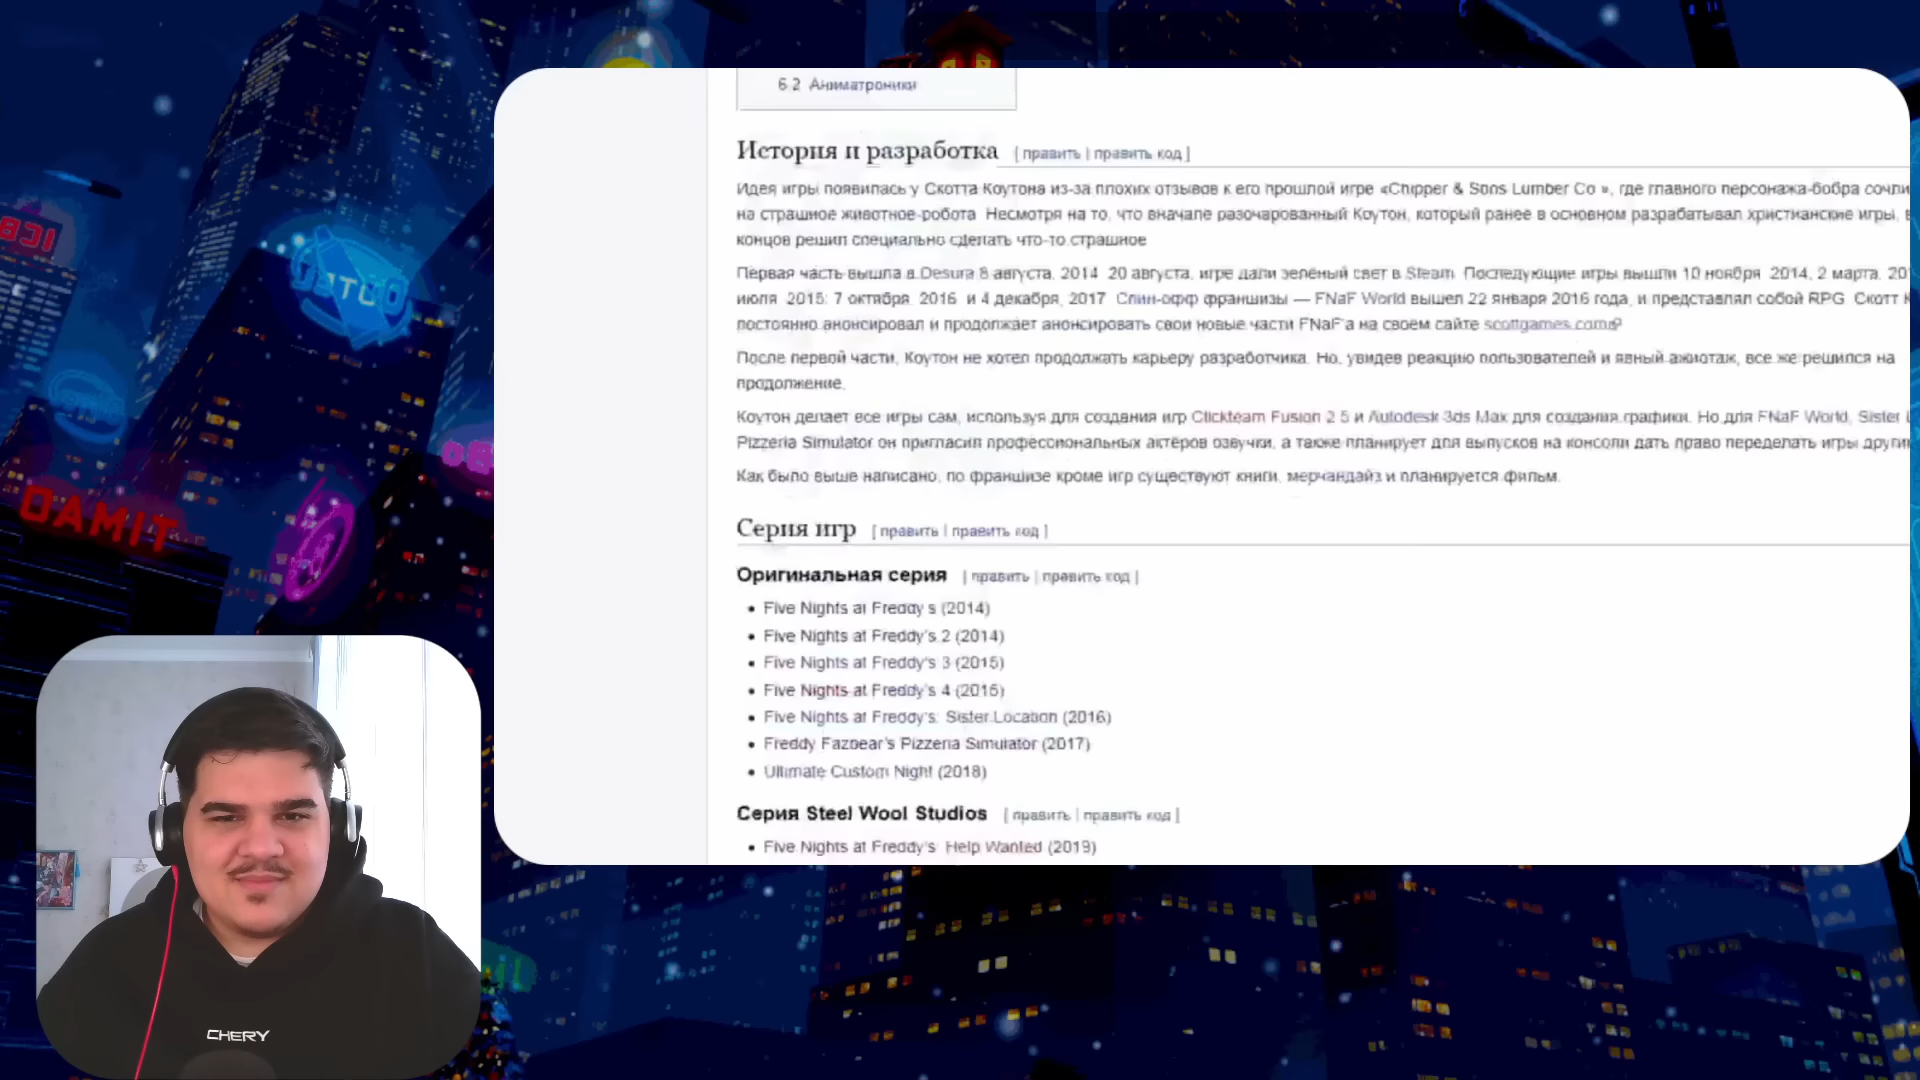 6.2 Аниматроники
История и разработка [ править | править код ]
Идея игры появилась у Скотта Коутона из-за плохих отзывов к его прошлой игре «Chipper & Sons Lumber Co.», где главного персонажа-бобра сочли
на страшное животное-робота. Несмотря на то, что вначале разочарованный Коутон, который ранее в основном разрабатывал христианские игры,
концов решил специально сделать что-то страшное
Первая часть вышла в Desura 8 августа, 2014. 20 августа, игре дали зелёный свет в Steam. Последующие игры вышли 10 ноября, 2014, 2 марта, 20
июля, 2015; 7 октября, 2016, и 4 декабря, 2017. Спин-офф франшизы — FNaF World вышел 22 января 2016 года, и представлял собой RPG. Скотт К
постоянно анонсировал и продолжает анонсировать свои новые части FNaF'а на своём сайте scottgames.com
После первой части, Коутон не хотел продолжать карьеру разработчика. Но, увидев реакцию пользователей и явный ажиотаж, все же решился на
продолжение.
Коутон делает все игры сам, используя для создания игр Clickteam Fusion 2.5 и Autodesk 3ds Max для создания графики. Но для FNaF World, Sister L
Pizzeria Simulator он пригласил профессиональных актёров озвучки, а также планирует для выпусков на консоли дать право переделать игры другим
Как было выше написано, по франшизе кроме игр существуют книги, мерчандайз и планируется фильм.
Серия игр [ править | править код ]
Оригинальная серия [ править | править код ]
• Five Nights at Freddy's (2014)
• Five Nights at Freddy's 2 (2014)
• Five Nights at Freddy's 3 (2015)
• Five Nights at Freddy's 4 (2015)
• Five Nights at Freddy's: Sister Location (2016)
• Freddy Fazbear's Pizzeria Simulator (2017)
• Ultimate Custom Night (2018)
Серия Steel Wool Studios [ править | править код ]
• Five Nights at Freddy's: Help Wanted (2019)
DAMIT
CHERY